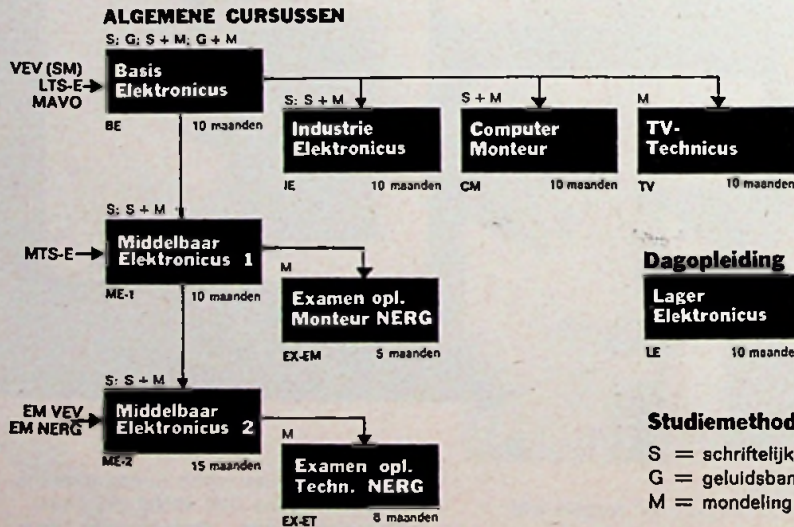 ALGEMENE CURSUSSEN
S; G; S + M; G + M
VEV (SM)
LTS-E
MAVO
Basis
Elektronicus
BE 10 maanden
S; S + M
Industrie
Elektronicus
IE 10 maanden
S + M
Computer
Monteur
CM 10 maanden
M
TV-
Technicus
TV 10 maanden
S; S + M
MTS-E
Middelbaar
Elektronicus 1
ME-1 10 maanden
M
Examen opl.
Monteur NERG
EX-EM 5 maanden
Dagopleiding
Lager
Elektronicus
LE 10 maande
S; S + M
EM VEV
EM NERG
Middelbaar
Elektronicus 2
ME-2 15 maanden
M
Examen opl.
Techn. NERG
EX-ET 8 maanden
Studiemethod
S = schriftelijk
G = geluidsban
M = mondeling